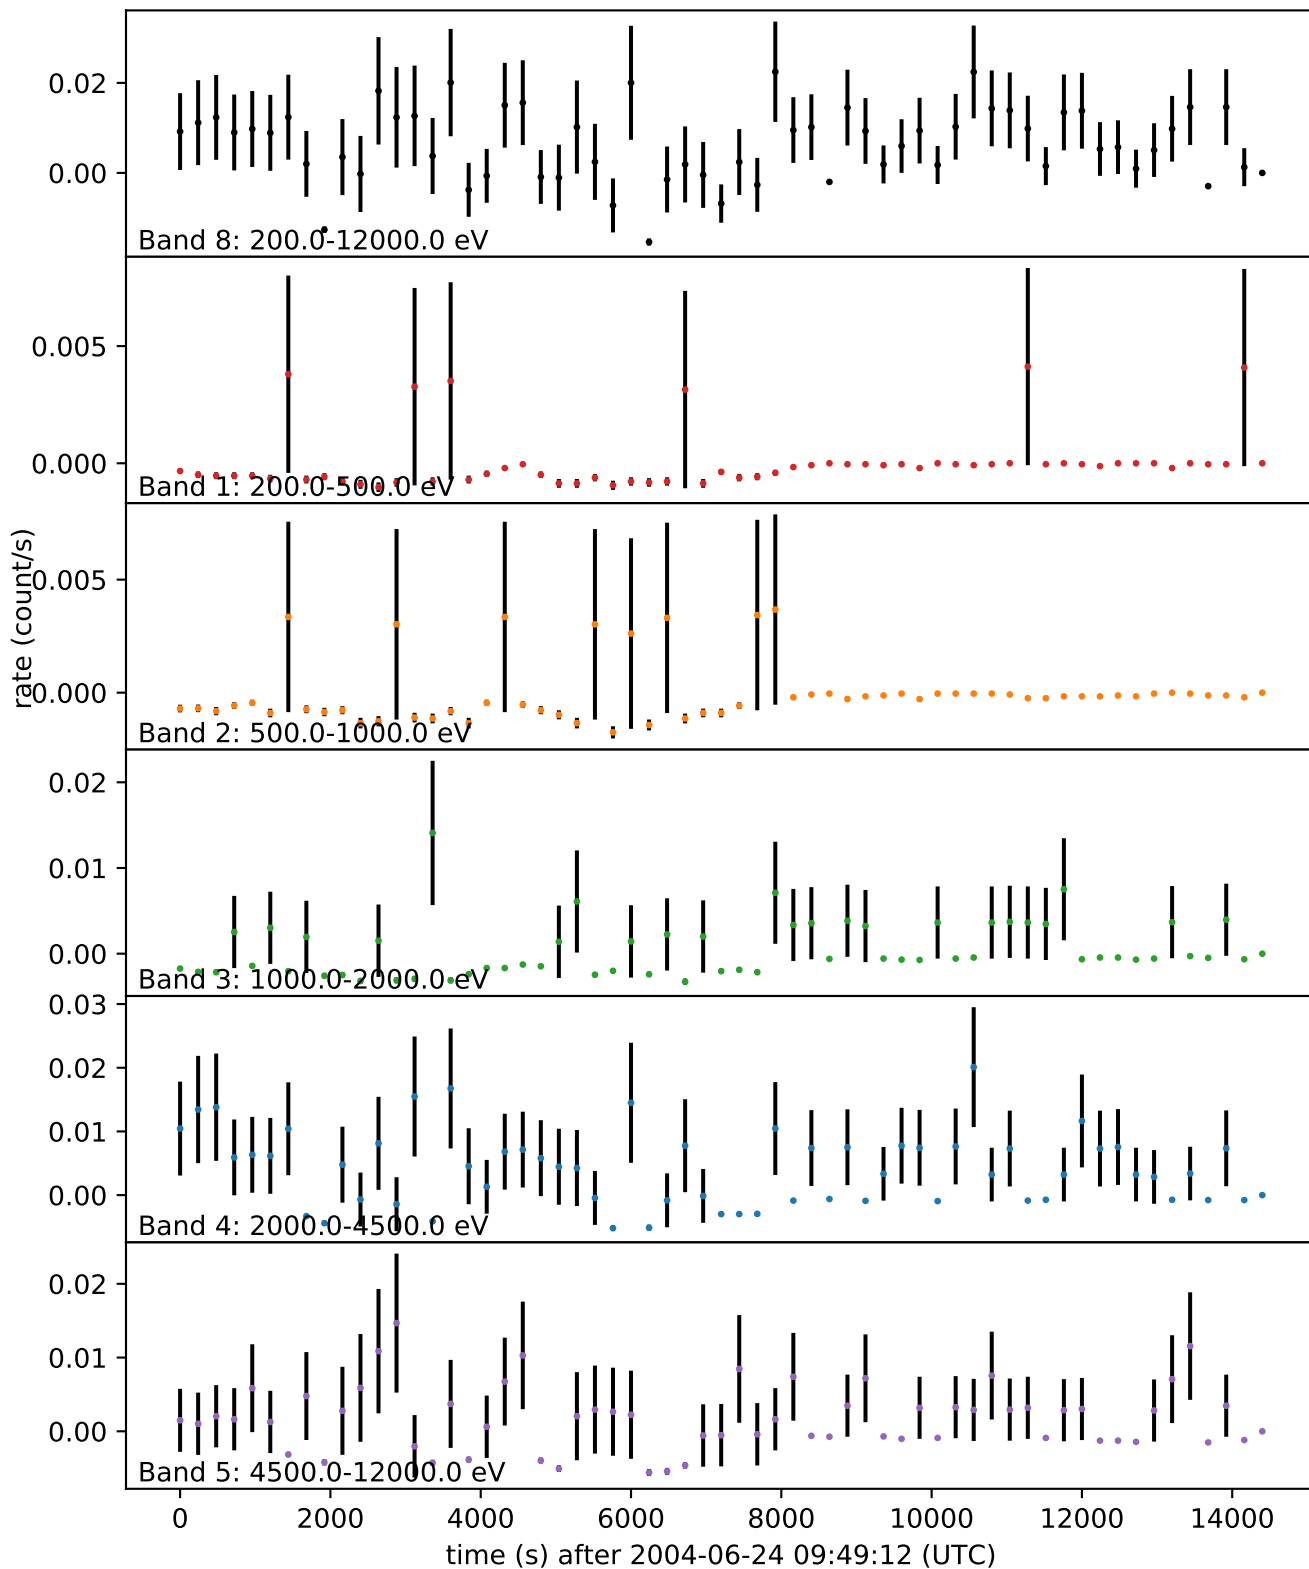 0.02
0.00
Band 8: 200.0-12000.0 eV
0.005
0.000
Band 1: 200.0-500.0 eV
rate (count/s)
0.005
0.000
Band 2: 500.0-1000.0 eV
0.02
0.01
0.00
Band 3: 1000.0-2000.0 eV
0.03
0.02
0.01
0.00
Band 4: 2000.0-4500.0 eV
0.02
0.01
0.00
Band 5: 4500.0-12000.0 eV
0 2000 4000 6000 8000 10000 12000 14000
time (s) after 2004-06-24 09:49:12 (UTC)